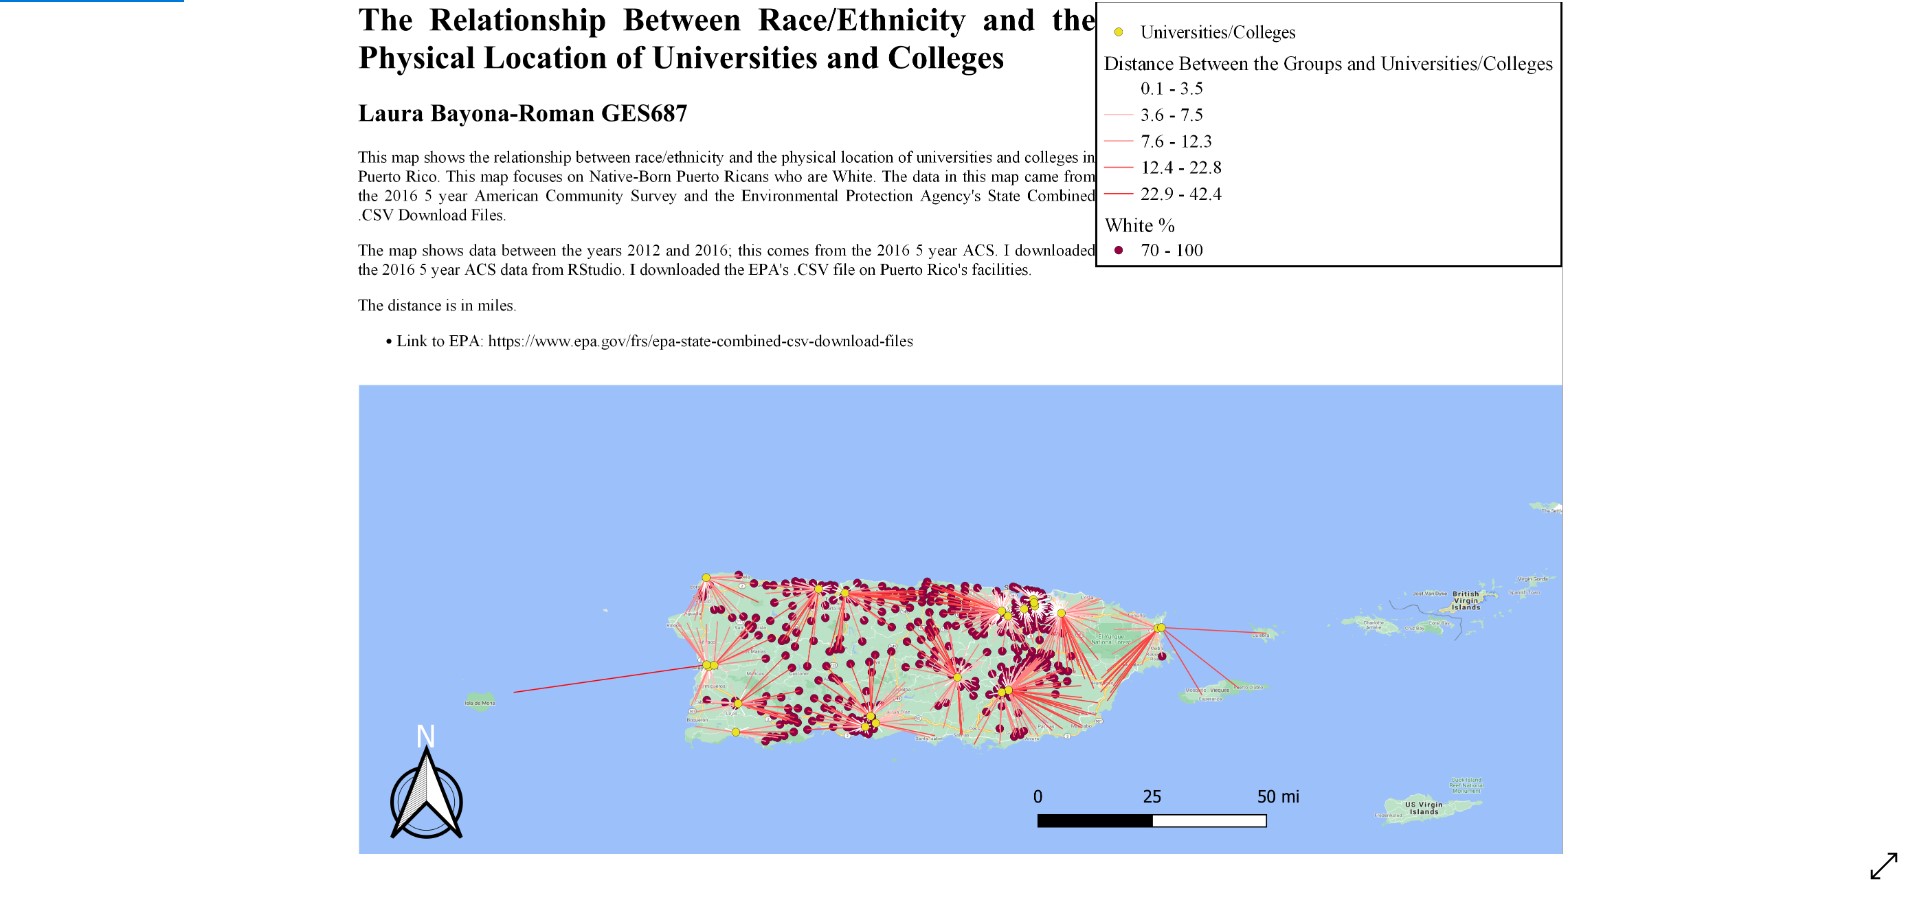 The Relationship Between Race/Ethnicity and the
Physical Location of Universities and Colleges
Laura Bayona-Roman GES687
This map shows the relationship between race/ethnicity and the physical location of universities and colleges in
Puerto Rico. This map focuses on Native-Born Puerto Ricans who are White. The data in this map came from
the 2016 5 year American Community Survey and the Environmental Protection Agency's State Combined
.CSV Download Files.
The map shows data between the years 2012 and 2016; this comes from the 2016 5 year ACS. I downloaded
the 2016 5 year ACS data from RStudio. I downloaded the EPA's .CSV file on Puerto Rico's facilities.
The distance is in miles.
• Link to EPA: https://www.epa.gov/frs/epa-state-combined-csv-download-files
Universities/Colleges
Distance Between the Groups and Universities/Colleges
0.1 - 3.5
3.6 - 7.5
7.6 - 12.3
12.4 - 22.8
22.9 - 42.4
White %
70 - 100
British
Virgin
Islands
US Virgin
Islands
N
0 25 50 mi